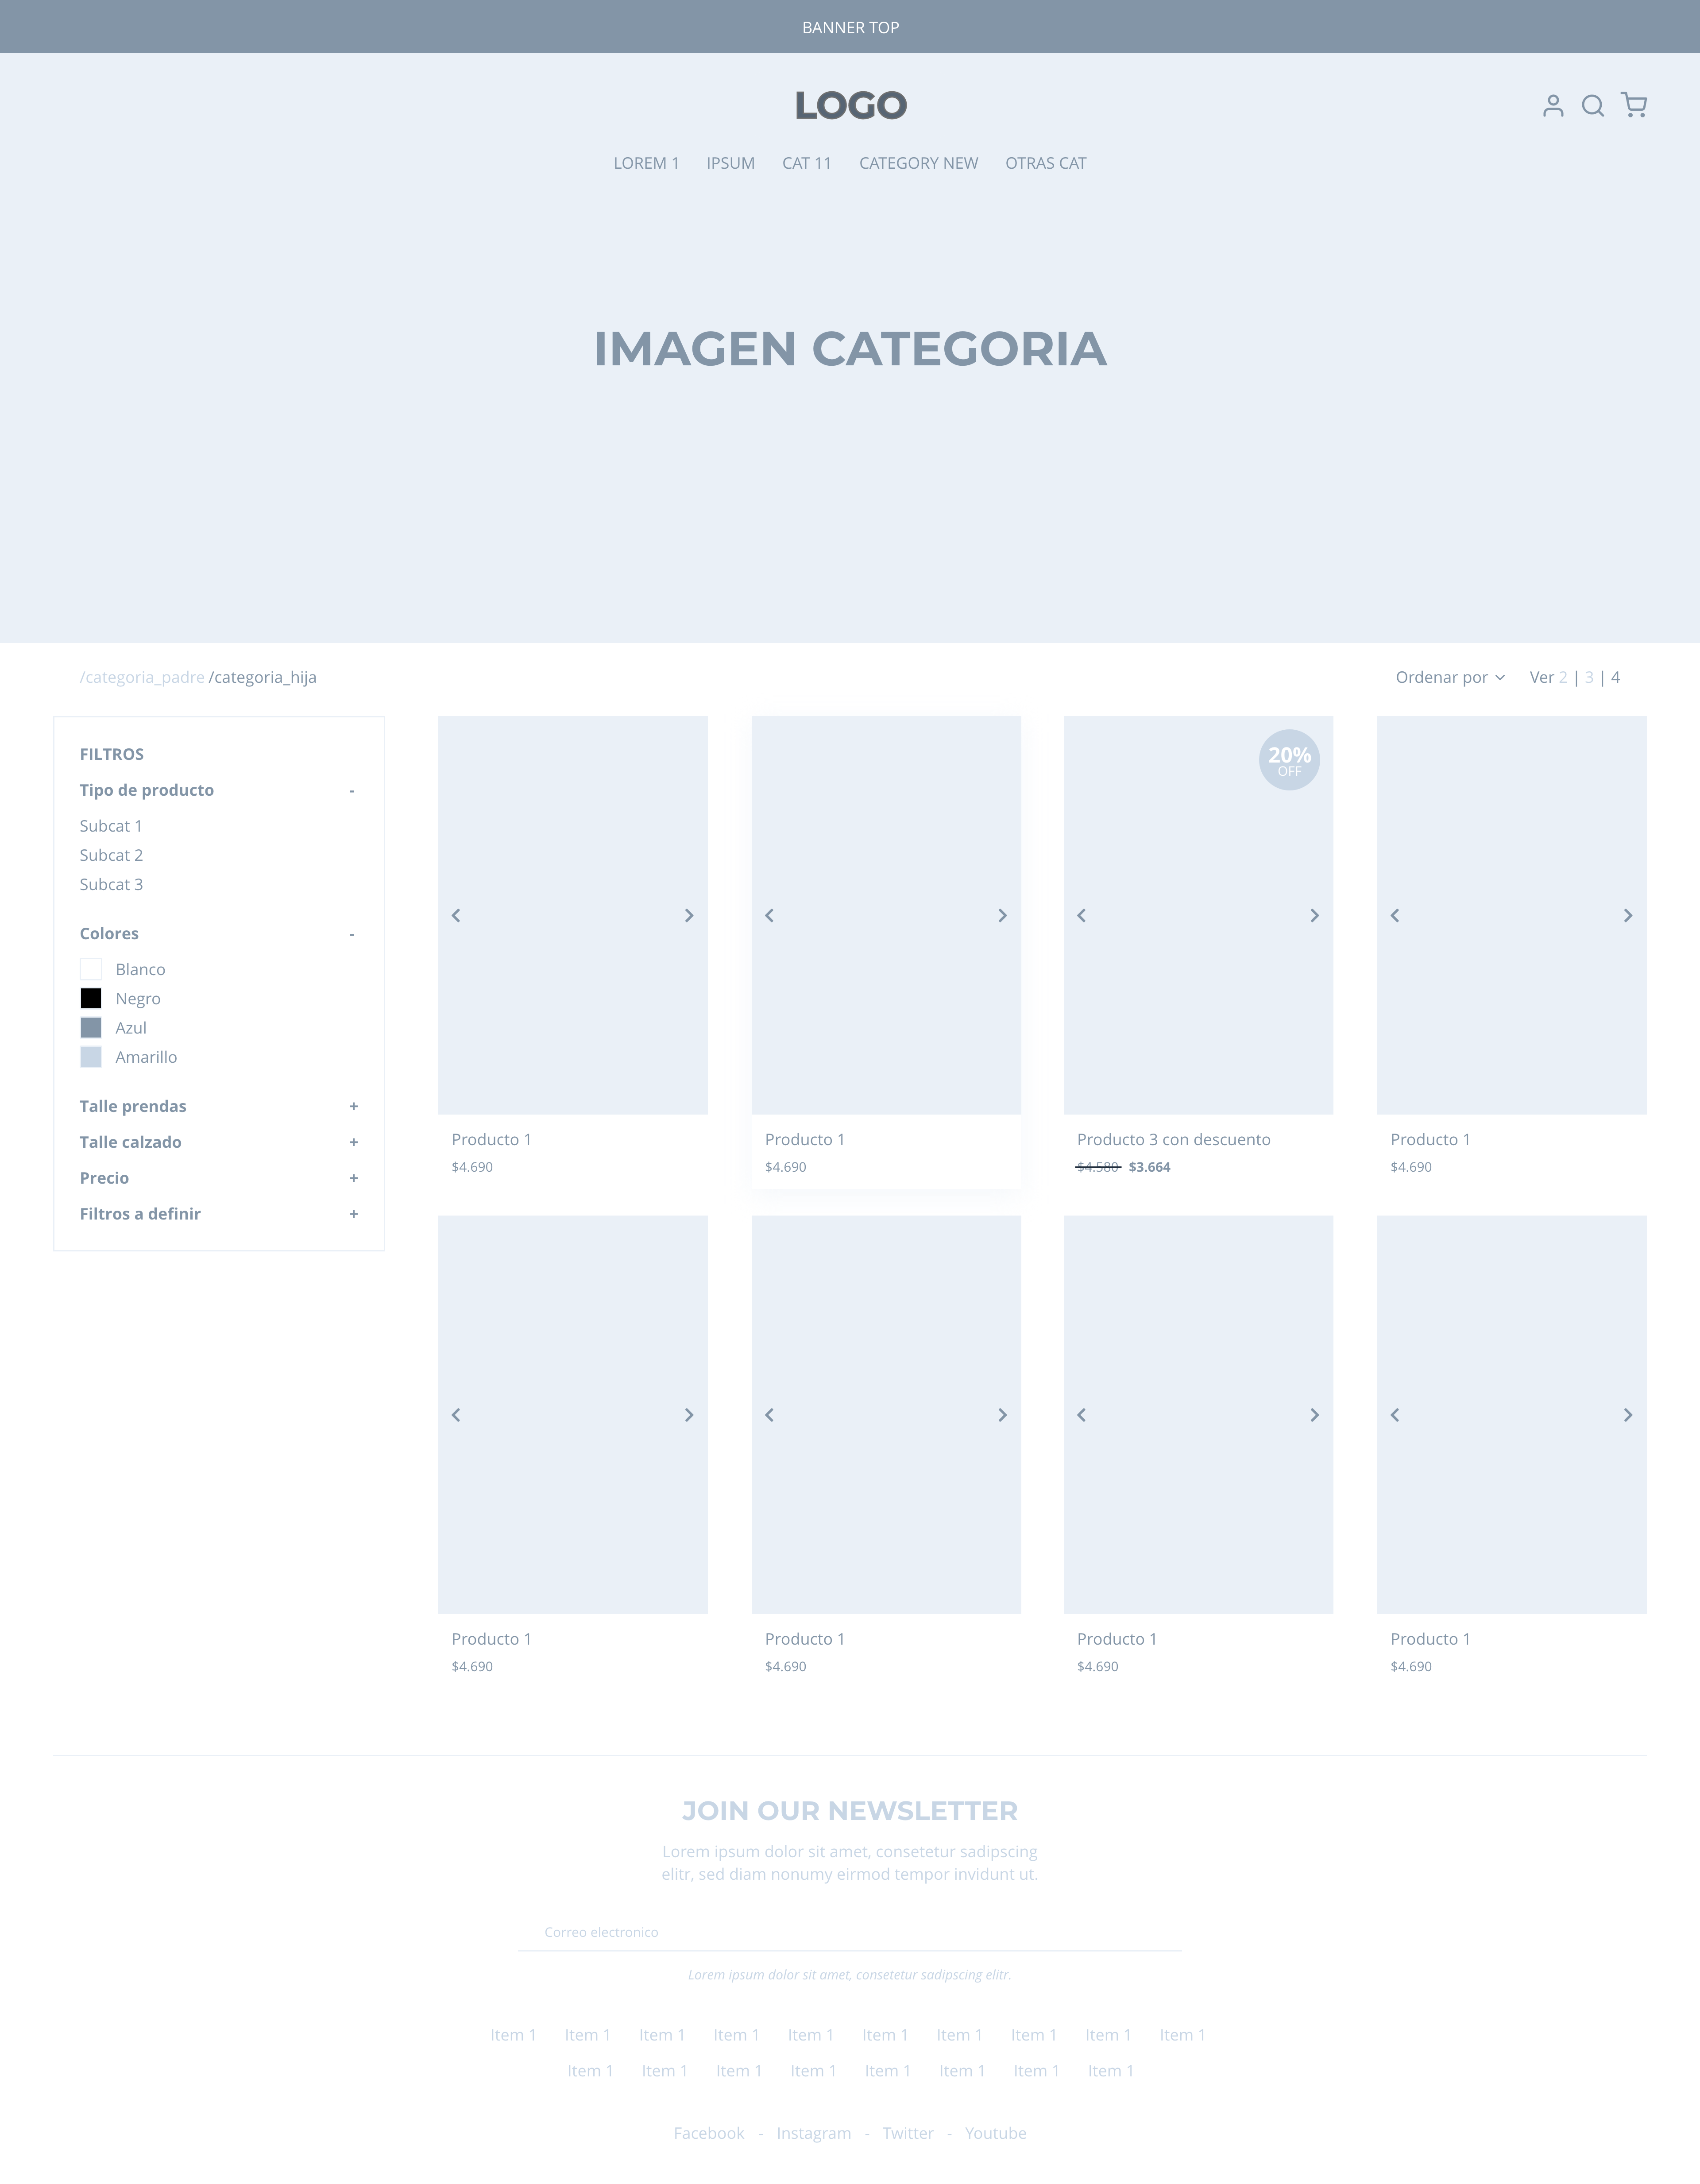 BANNER TOP
LOGO
LOREM 1 IPSUM CAT 11 CATEGORY NEW OTRAS CAT
IMAGEN CATEGORIA
/categoria_padre /categoria_hija
Ordenar por Ver 2 | 3 | 4
FILTROS
Tipo de producto -
Subcat 1
Subcat 2
Subcat 3
Colores -
Blanco
Negro
Azul
Amarillo
Talle prendas +
Talle calzado +
Precio +
Filtros a definir +
20%
OFF
Producto 1
$4.690
Producto 1
$4.690
Producto 3 con descuento
$4.580 $3.664
Producto 1
$4.690
Producto 1
$4.690
Producto 1
$4.690
Producto 1
$4.690
Producto 1
$4.690
JOIN OUR NEWSLETTER
Lorem ipsum dolor sit amet, consetetur sadipscing
elitr, sed diam nonumy eirmod tempor invidunt ut.
Correo electronico
Lorem ipsum dolor sit amet, consetetur sadipscing elitr.
Item 1 Item 1 Item 1 Item 1 Item 1 Item 1 Item 1 Item 1 Item 1 Item 1
Item 1 Item 1 Item 1 Item 1 Item 1 Item 1 Item 1 Item 1
Facebook - Instagram - Twitter - Youtube